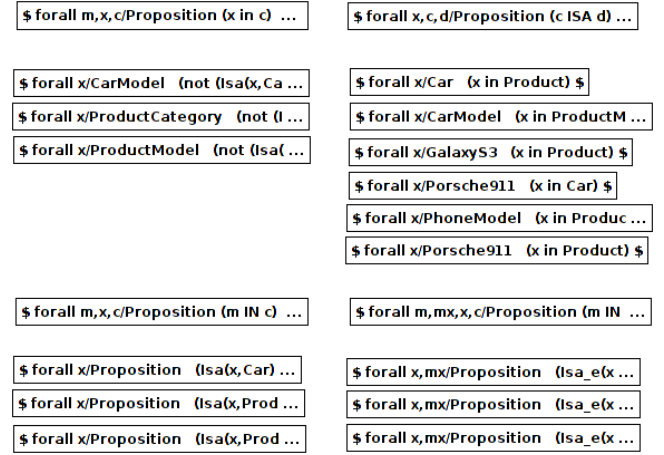 $ forall m,x,c/Proposition (x in c) ...
$ forall x,c,d/Proposition (c ISA d) ...
$ forall x/CarModel (not (Isa(x,Ca ...
$ forall x/ProductCategory (not (I ...
$ forall x/ProductModel (not (Isa( ...
$ forall x/Car (x in Product) $
$ forall x/CarModel (x in ProductM ...
$ forall x/GalaxyS3 (x in Product) $
$ forall x/Porsche911 (x in Car) $
$ forall x/PhoneModel (x in Produc ...
$ forall x/Porsche911 (x in Product) $
$ forall m,x,c/Proposition (m IN c) ...
$ forall m,mx,x,c/Proposition (m IN ...
$ forall x/Proposition (Isa(x,Car) ...
$ forall x/Proposition (Isa(x,Prod ...
$ forall x/Proposition (Isa(x,Prod ...
$ forall x,mx/Proposition (Isa_e(x ...
$ forall x,mx/Proposition (Isa_e(x ...
$ forall x,mx/Proposition (Isa_e(x ...